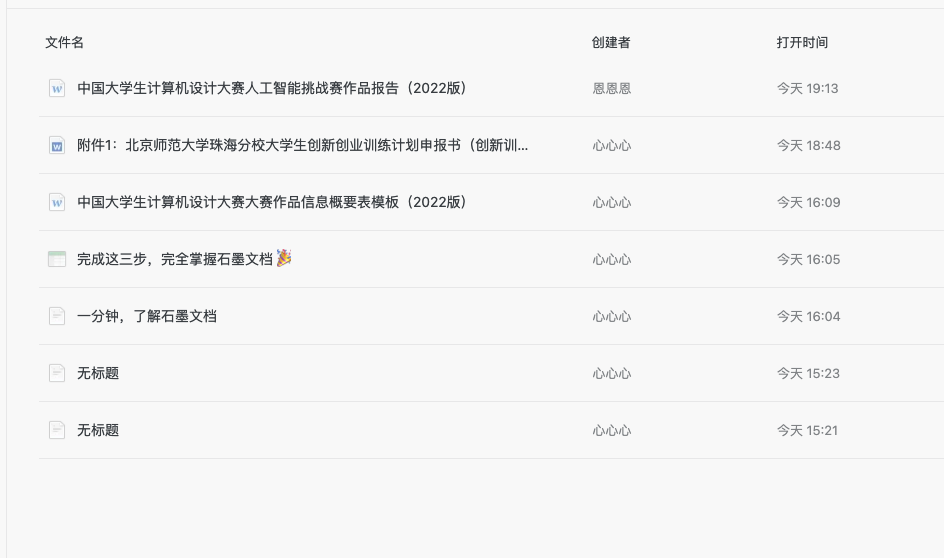 文件名 创建者 打开时间
中国大学生计算机设计大赛人工智能挑战赛作品报告（2022版） 恩恩恩 今天 19:13
附件1：北京师范大学珠海分校大学生创新创业训练计划申报书（创新训... 心心心 今天 18:48
中国大学生计算机设计大赛大赛作品信息概要表模板（2022版） 心心心 今天 16:09
完成这三步，完全掌握石墨文档🎉 心心心 今天 16:05
一分钟，了解石墨文档 心心心 今天 16:04
无标题 心心心 今天 15:23
无标题 心心心 今天 15:21